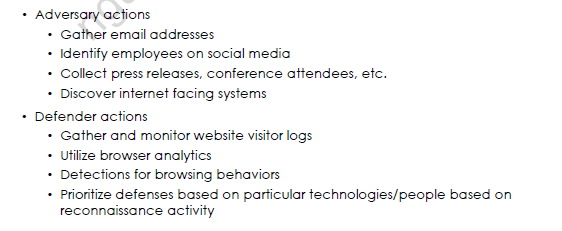 • Adversary actions
• Gather email addresses
• Identify employees on social media
• Collect press releases, conference attendees, etc.
• Discover internet facing systems
• Defender actions
• Gather and monitor website visitor logs
• Utilize browser analytics
• Detections for browsing behaviors
• Prioritize defenses based on particular technologies/people based on
reconnaissance activity